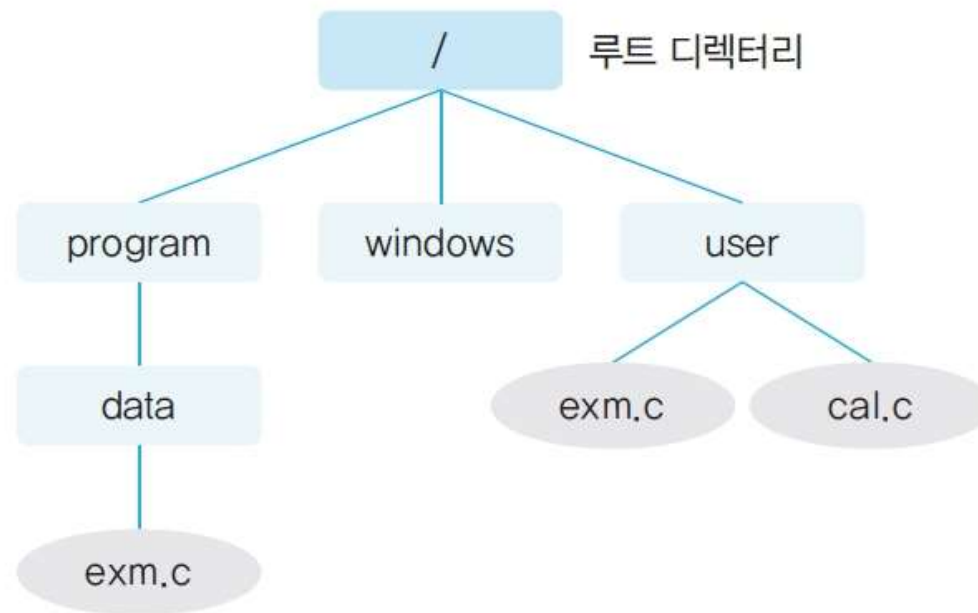 /
루트 디렉터리
program
windows
user
data
exm.c
cal.c
exm.c